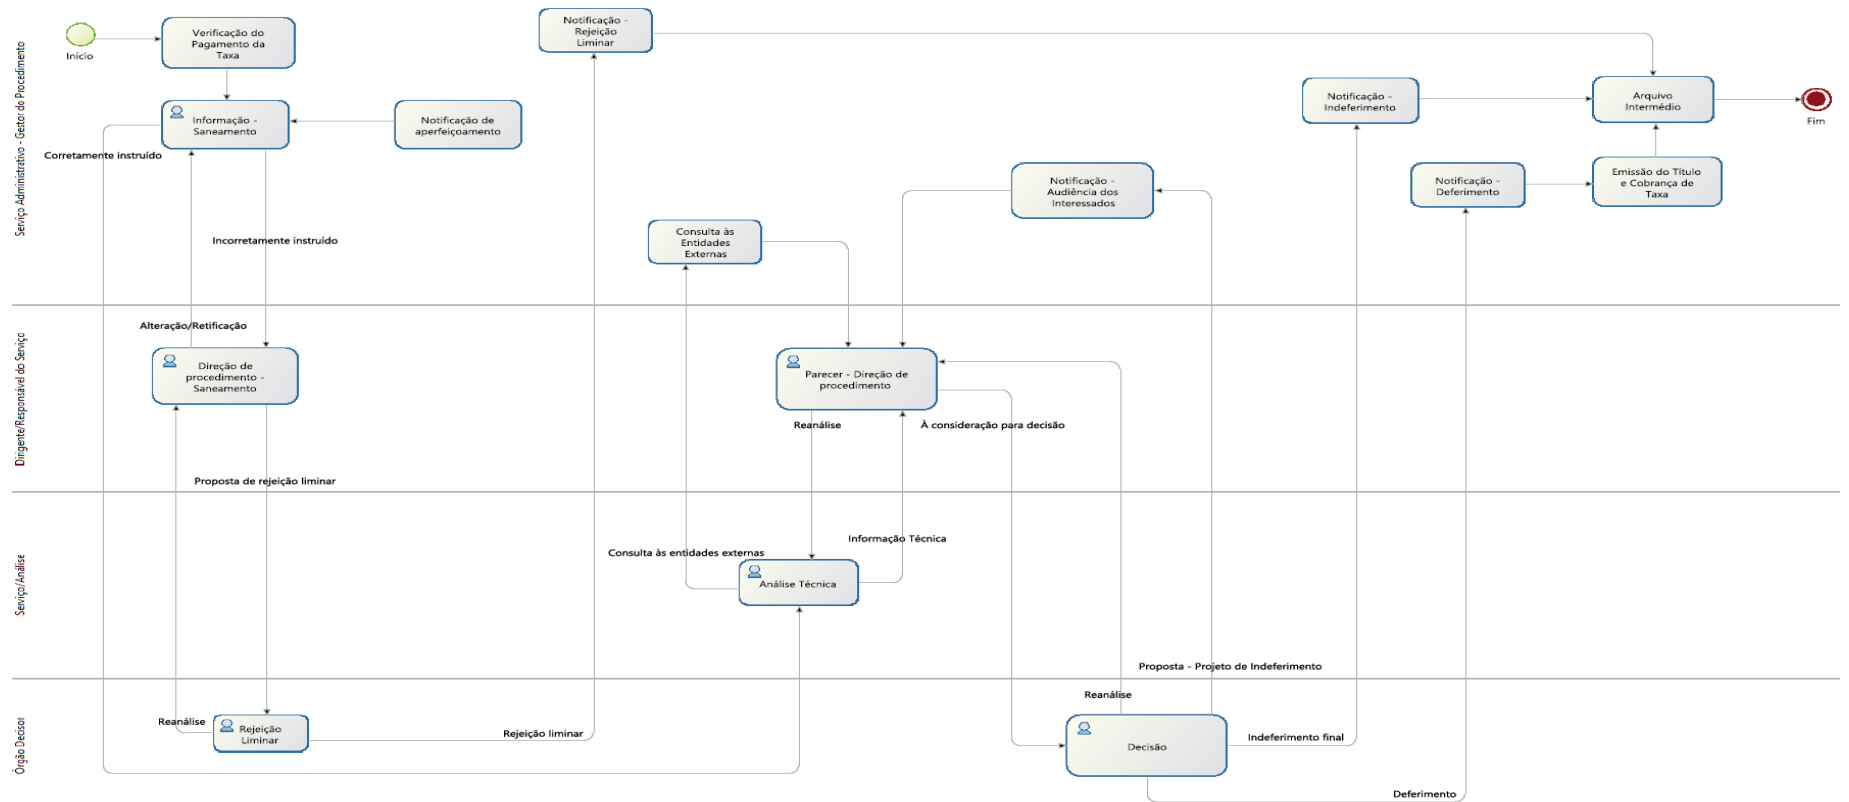 Serviço Administrativo - Gestor do Procedimento
Início
Verificação do
Pagamento da
Taxa
Notificação -
Rejeição
Liminar
Informação -
Saneamento
Notificação de
aperfeiçoamento
Notificação -
Indeferimento
Arquivo
Intermédio
Fim
Corretamente instruído
Notificação -
Audiência dos
Interessados
Notificação -
Deferimento
Emissão do Título
e Cobrança de
Taxa
Incorretamente instruído
Consulta às
Entidades
Externas
Dirigente/Responsável do Serviço
Alteração/Retificação
Direção de
procedimento -
Saneamento
Parecer - Direção de
procedimento
Reanálise
À consideração para decisão
Proposta de rejeição liminar
Serviço/Análise
Informação Técnica
Consulta às entidades externas
Análise Técnica
Proposta - Projeto de Indeferimento
Órgão Decisor
Reanálise
Reanálise
Rejeição
Liminar
Rejeição liminar
Decisão
Indeferimento final
Deferimento